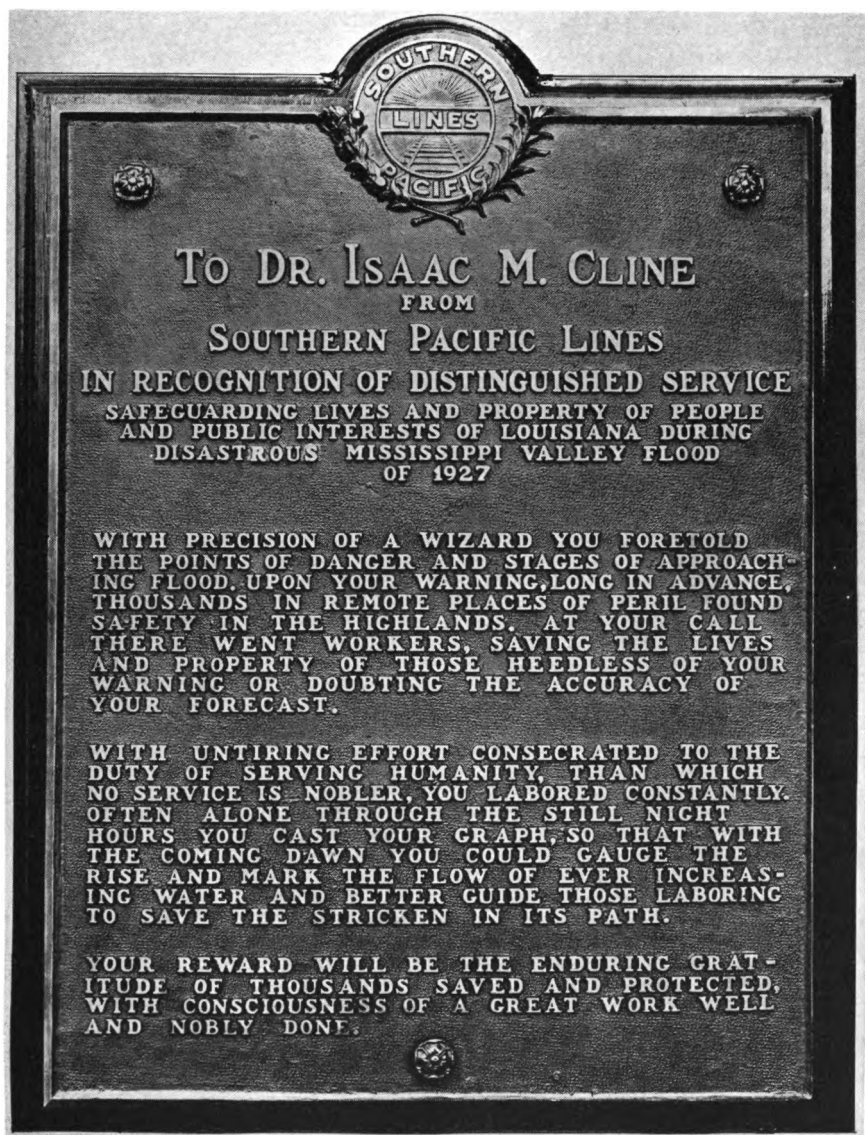 SOUTHERN
LINES
PACIFIC
TO DR. ISAAC M. CLINE
FROM
SOUTHERN PACIFIC LINES
IN RECOGNITION OF DISTINGUISHED SERVICE
SAFEGUARDING LIVES AND PROPERTY OF PEOPLE
AND PUBLIC INTERESTS OF LOUISIANA DURING
DISASTROUS MISSISSIPPI VALLEY FLOOD
OF 1927
WITH PRECISION OF A WIZARD YOU FORETOLD
THE POINTS OF DANGER AND STAGES OF APPROACH-
ING FLOOD. UPON YOUR WARNING, LONG IN ADVANCE,
THOUSANDS IN REMOTE PLACES OF PERIL FOUND
SAFETY IN THE HIGHLANDS. AT YOUR CALL
THERE WENT WORKERS, SAVING THE LIVES
AND PROPERTY OF THOSE HEEDLESS OF YOUR
WARNING OR DOUBTING THE ACCURACY OF
YOUR FORECAST.
WITH UNTIRING EFFORT CONSECRATED TO THE
DUTY OF SERVING HUMANITY, THAN WHICH
NO SERVICE IS NOBLER, YOU LABORED CONSTANTLY.
OFTEN ALONE THROUGH THE STILL NIGHT
HOURS YOU CAST YOUR GRAPH, SO THAT WITH
THE COMING DAWN YOU COULD GAUGE THE
RISE AND MARK THE FLOW OF EVER INCREAS-
ING WATER AND BETTER GUIDE THOSE LABORING
TO SAVE THE STRICKEN IN ITS PATH.
YOUR REWARD WILL BE THE ENDURING GRAT-
ITUDE OF THOUSANDS SAVED AND PROTECTED,
WITH CONSCIOUSNESS OF A GREAT WORK WELL
AND NOBLY DONE.